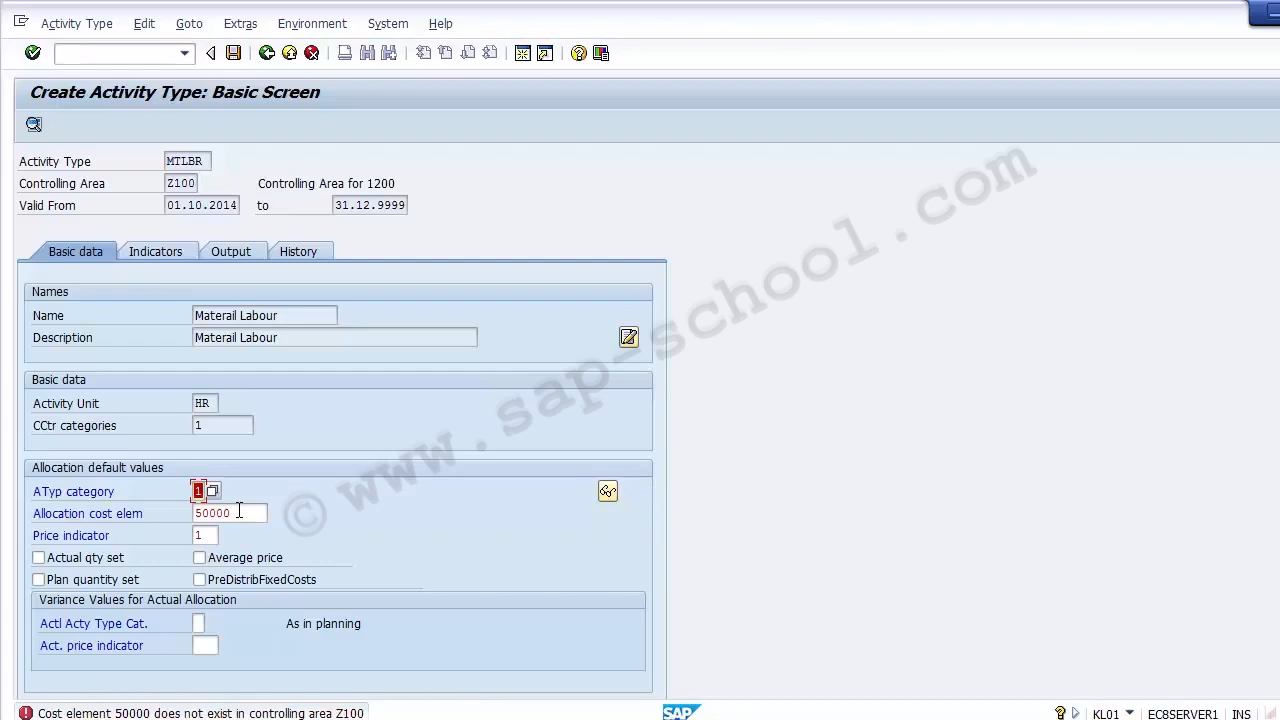 Activity Type Edit Goto Extras Environment System Help
Create Activity Type: Basic Screen
Activity Type MTLBR
Controlling Area Z100 Controlling Area for 1200
Valid From 01.10.2014 to 31.12.9999
Basic data Indicators Output History
Names
Name Materail Labour
Description Materail Labour
Basic data
Activity Unit HR
CCtr categories 1
Allocation default values
ATyp category 1
Allocation cost elem 50000
Price indicator 1
Actual qty set Average price
Plan quantity set PreDistribFixedCosts
Variance Values for Actual Allocation
Actl Acty Type Cat. As in planning
Act. price indicator
Cost element 50000 does not exist in controlling area Z100
SAP
KL01 EC8SERVER1 INS
© www.sap-school.com